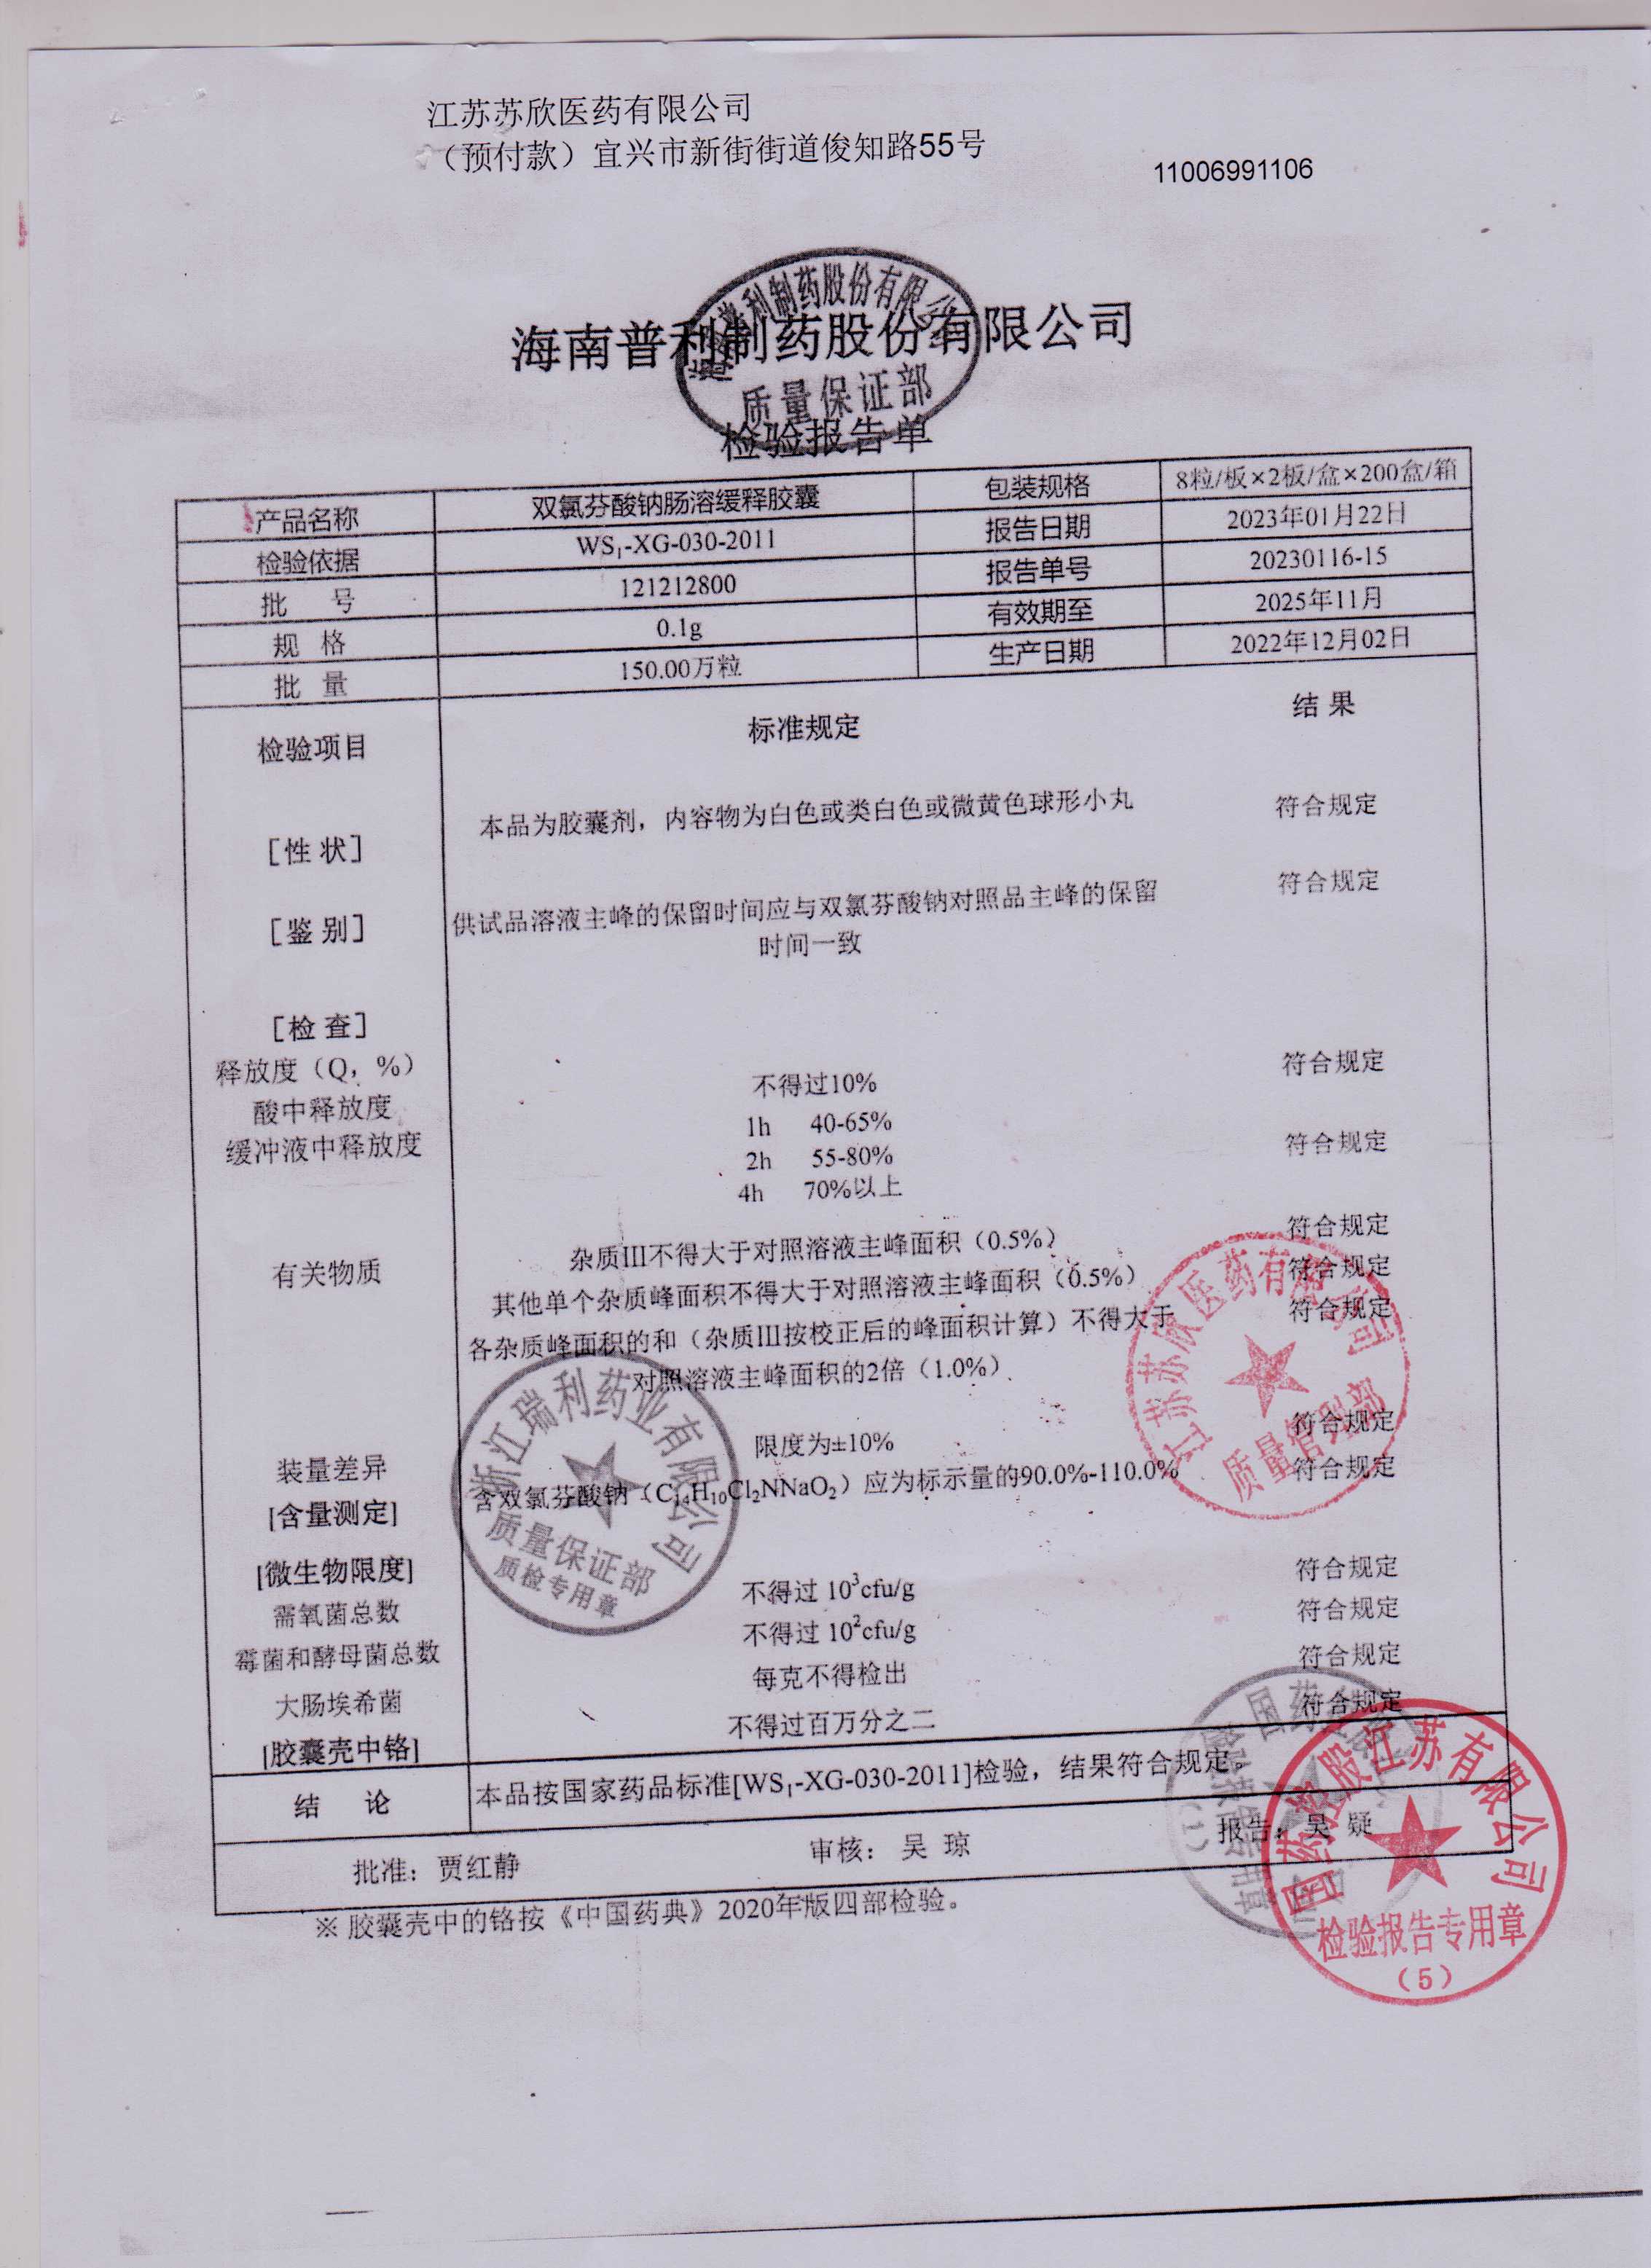 江苏苏欣医药有限公司
（预付款）宜兴市新街街道俊知路55号
11006991106
海南普利制药股份有限公司
质量保证部
检验报告单
产品名称 双氯芬酸钠肠溶缓释胶囊 包装规格 8粒/板×2板/盒×200盒/箱
检验依据 WS₁-XG-030-2011 报告日期 2023年01月22日
批 号 121212800 报告单号 20230116-15
规 格 0.1g 有效期至 2025年11月
批 量 150.00万粒 生产日期 2022年12月02日
检验项目 标准规定 结 果
[性 状] 本品为胶囊剂，内容物为白色或类白色或微黄色球形小丸 符合规定
[鉴 别] 供试品溶液主峰的保留时间应与双氯芬酸钠对照品主峰的保留 符合规定
时间一致
[检 查]
释放度（Q，%）
酸中释放度 不得过10% 符合规定
缓冲液中释放度 1h 40-65%
2h 55-80% 符合规定
4h 70%以上
有关物质 杂质III不得大于对照溶液主峰面积（0.5%） 符合规定
其他单个杂质峰面积不得大于对照溶液主峰面积（0.5%） 符合规定
各杂质峰面积的和（杂质III按校正后的峰面积计算）不得大于 符合规定
对照溶液主峰面积的2倍（1.0%）
装量差异 限度为±10% 符合规定
[含量测定] 含双氯芬酸钠（C₁₄H₁₀Cl₂NNaO₂）应为标示量的90.0%-110.0% 符合规定
[微生物限度]
需氧菌总数 不得过 10³cfu/g 符合规定
霉菌和酵母菌总数 不得过 10²cfu/g 符合规定
大肠埃希菌 每克不得检出 符合规定
[胶囊壳中铬] 不得过百万分之二 符合规定
结 论 本品按国家药品标准[WS₁-XG-030-2011]检验，结果符合规定。
批准：贾红静 审核：吴 琼 报告：吴 疑
※ 胶囊壳中的铬按《中国药典》2020年版四部检验。
江苏苏欣医药有限公司
质量管理部
浙江瑞利药业有限公司
质量保证部
质检专用章
国药控股江苏有限公司
检验报告专用章
（5）